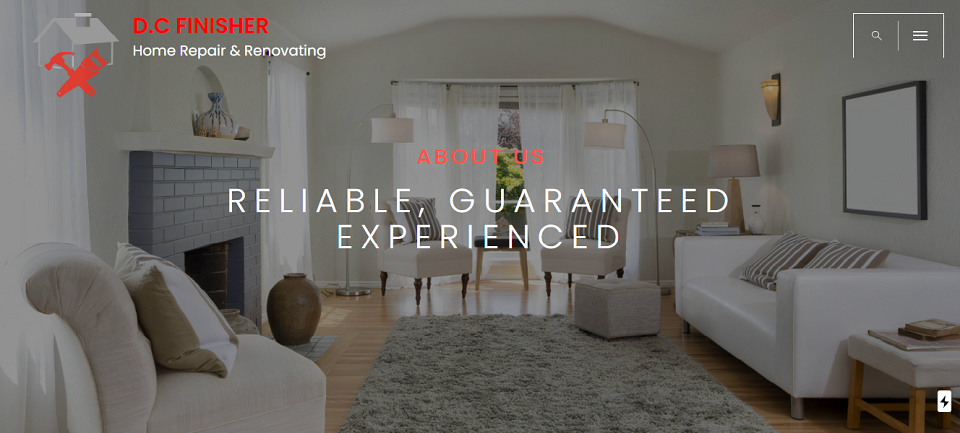 D.C FINISHER
Home Repair & Renovating
ABOUT US
RELIABLE, GUARANTEED
EXPERIENCED